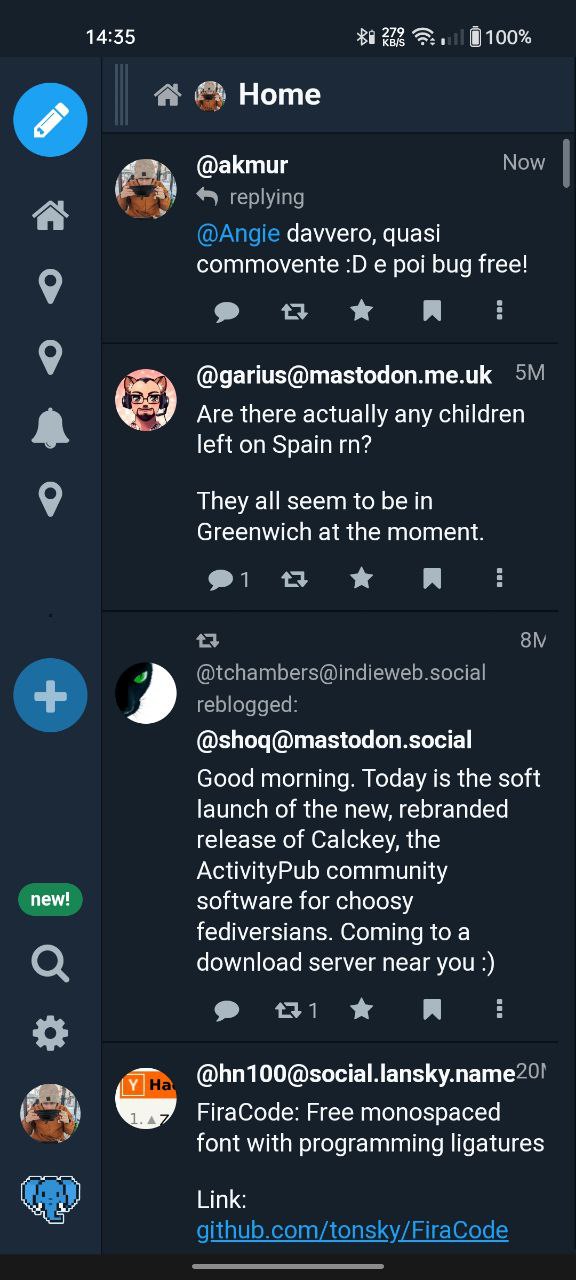 14:35
279
KB/S
100%
Home
@akmur
Now
replying
@Angie davvero, quasi
commovente :D e poi bug free!
@garius@mastodon.me.uk
5M
Are there actually any children
left on Spain rn?
They all seem to be in
Greenwich at the moment.
1
8M
@tchambers@indieweb.social
reblogged:
@shoq@mastodon.social
Good morning. Today is the soft
launch of the new, rebranded
release of Calckey, the
ActivityPub community
software for choosy
fediversians. Coming to a
download server near you :)
1
new!
@hn100@social.lansky.name
20M
Y Ha
1.▲Z
FiraCode: Free monospaced
font with programming ligatures
Link:
github.com/tonsky/FiraCode